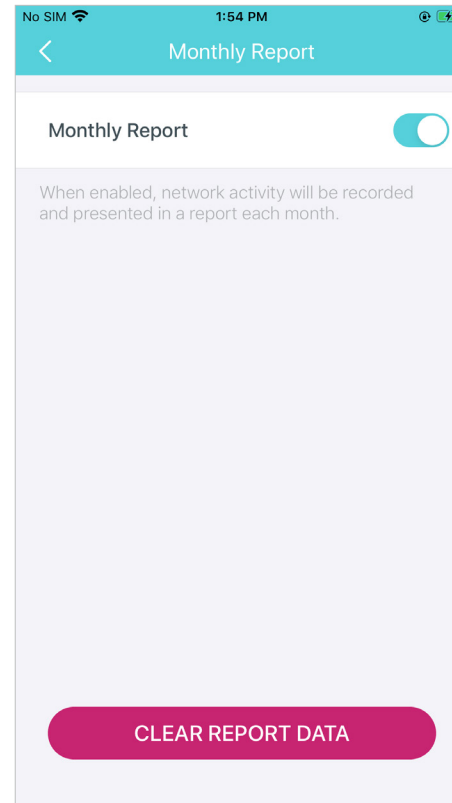 No SIM 1:54 PM
Monthly Report
Monthly Report
When enabled, network activity will be recorded
and presented in a report each month.
CLEAR REPORT DATA